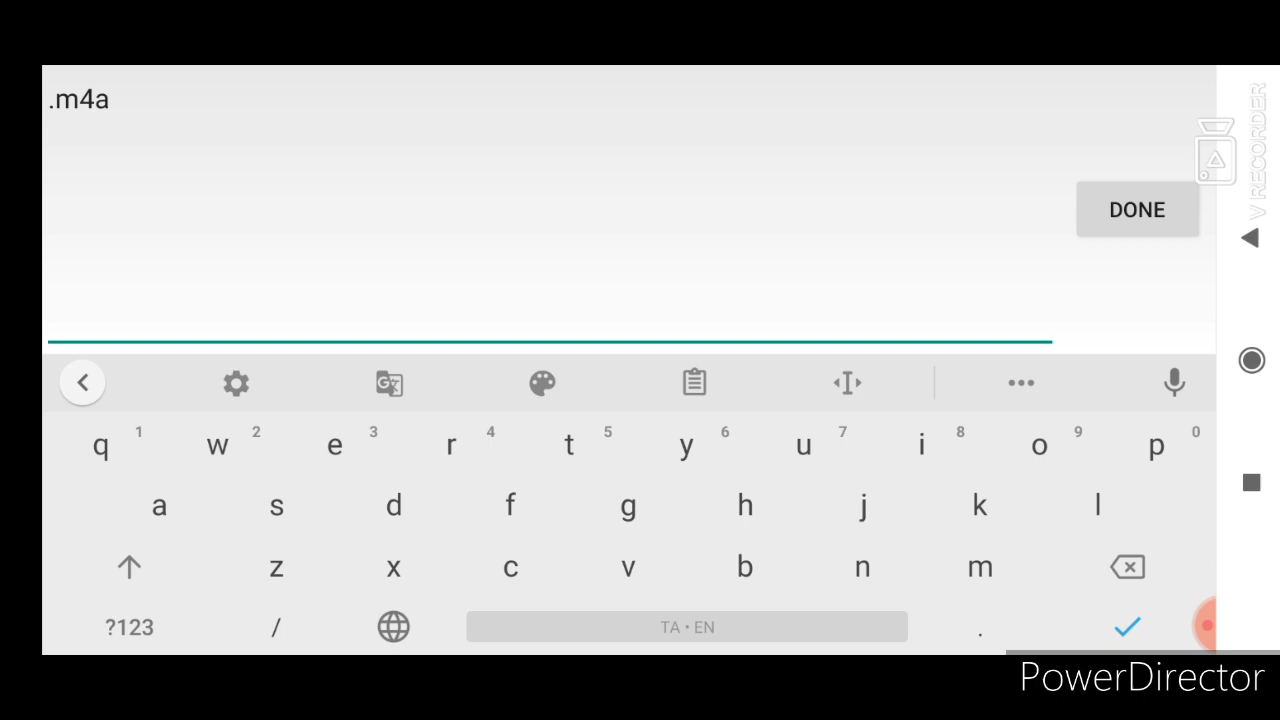 .m4a
V RECORDER
DONE
q 1 w 2 e 3 r 4 t 5 y 6 u 7 i 8 o 9 p 0
a s d f g h j k l
z x c v b n m
?123 / TA • EN .
PowerDirector